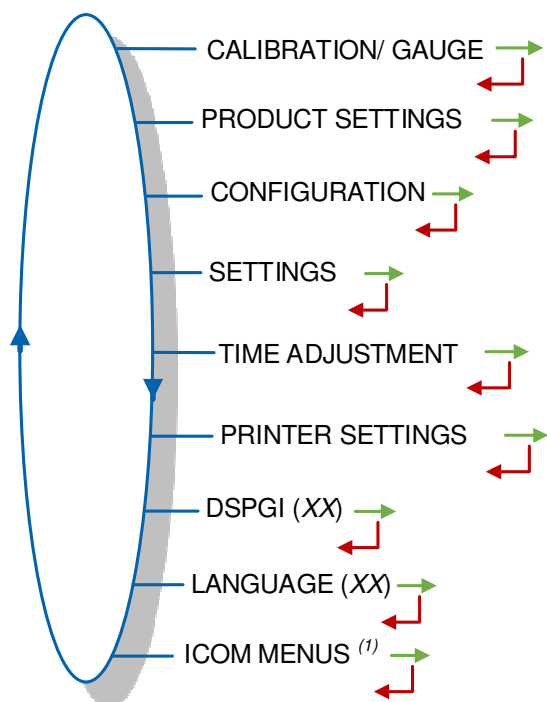 CALIBRATION/ GAUGE
PRODUCT SETTINGS
CONFIGURATION
SETTINGS
TIME ADJUSTMENT
PRINTER SETTINGS
DSPGI (XX)
LANGUAGE (XX)
ICOM MENUS (1)